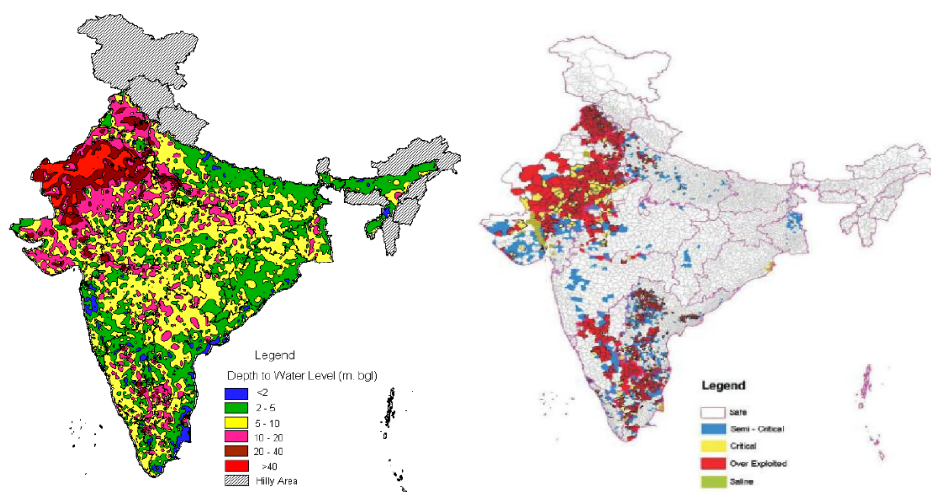 Legend
Depth to Water Level (m. bgl)
<2
2 - 5
5 - 10
10 - 20
20 - 40
>40
Hilly Area
Legend
Safe
Semi - Critical
Critical
Over Exploited
Saline